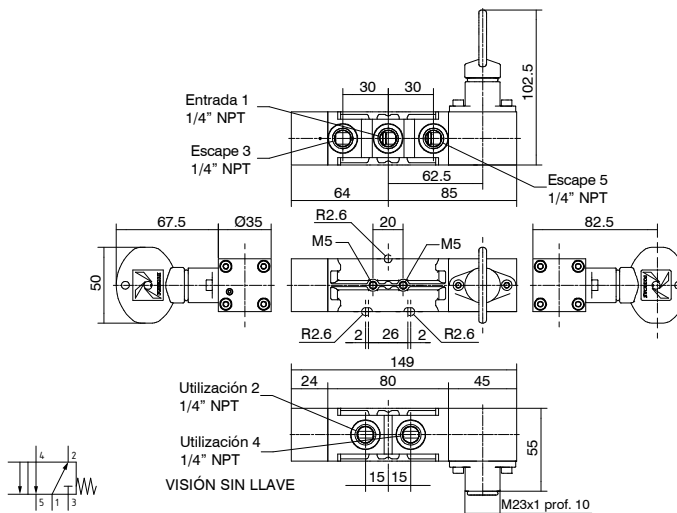 102.5
30 30
Entrada 1
1/4" NPT
Escape 3
1/4" NPT
62.5
Escape 5
1/4" NPT
64 85
67.5 Ø35 R2.6 20 82.5
M5 M5
50
R2.6 R2.6
2 26 2
149
24 80 45
Utilización 2
1/4" NPT
Utilización 4
1/4" NPT
55
15 15
VISIÓN SIN LLAVE
M23x1 prof. 10
4 2
5 1 3